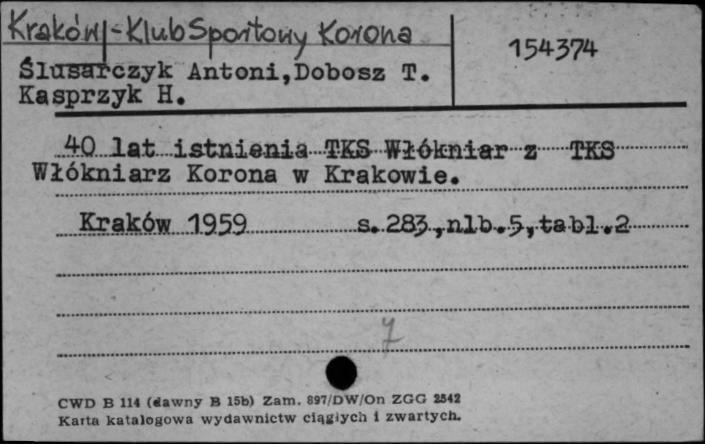 Kraków - Klub Sportowy Korona
154374
Ślusarczyk Antoni, Dobosz T.
Kasprzyk H.
40 lat istnienia TKS Włókniar z TKS
Włókniarz Korona w Krakowie.
Kraków 1959 s. 283, nlb. 5, tabl. 2
7
CWD B 114 (dawny B 15b) Zam. 897/DW/On ZGG 2542
Karta katalogowa wydawnictw ciągłych i zwartych.